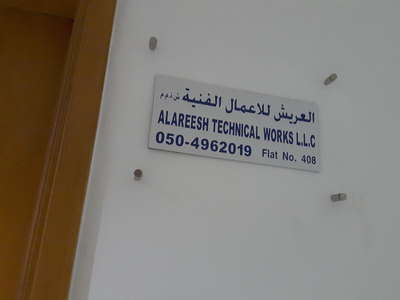 العريش للاعمال الفنية ش.ذ.م.م
ALAREESH TECHNICAL WORKS L.L.C
050-4962019 Flat No. 408